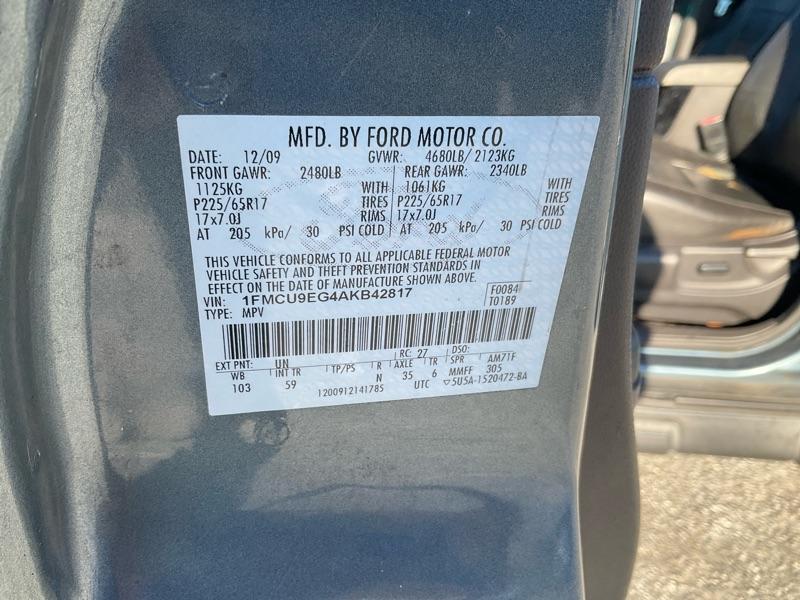 MFD. BY FORD MOTOR CO.
DATE: 12/09 GVWR: 4680LB/ 2123KG
FRONT GAWR: 2480LB REAR GAWR: 2340LB
1125KG WITH 1061KG WITH
P225/65R17 TIRES P225/65R17 TIRES
17x7.0J RIMS 17x7.0J RIMS
AT 205 kPa/ 30 PSI COLD AT 205 kPa/ 30 PSI COLD
THIS VEHICLE CONFORMS TO ALL APPLICABLE FEDERAL MOTOR
VEHICLE SAFETY AND THEFT PREVENTION STANDARDS IN
EFFECT ON THE DATE OF MANUFACTURE SHOWN ABOVE.
VIN: 1FMCU9EG4AKB42817 F0084
TYPE: MPV T0189
EXT PNT: UN RC: 27 DSO:
WB INT TR TP/PS R AXLE TR SPR AM71F
103 59 N 35 6 MMFF 305
1200912141785 UTC ▽5U5A-1520472-BA